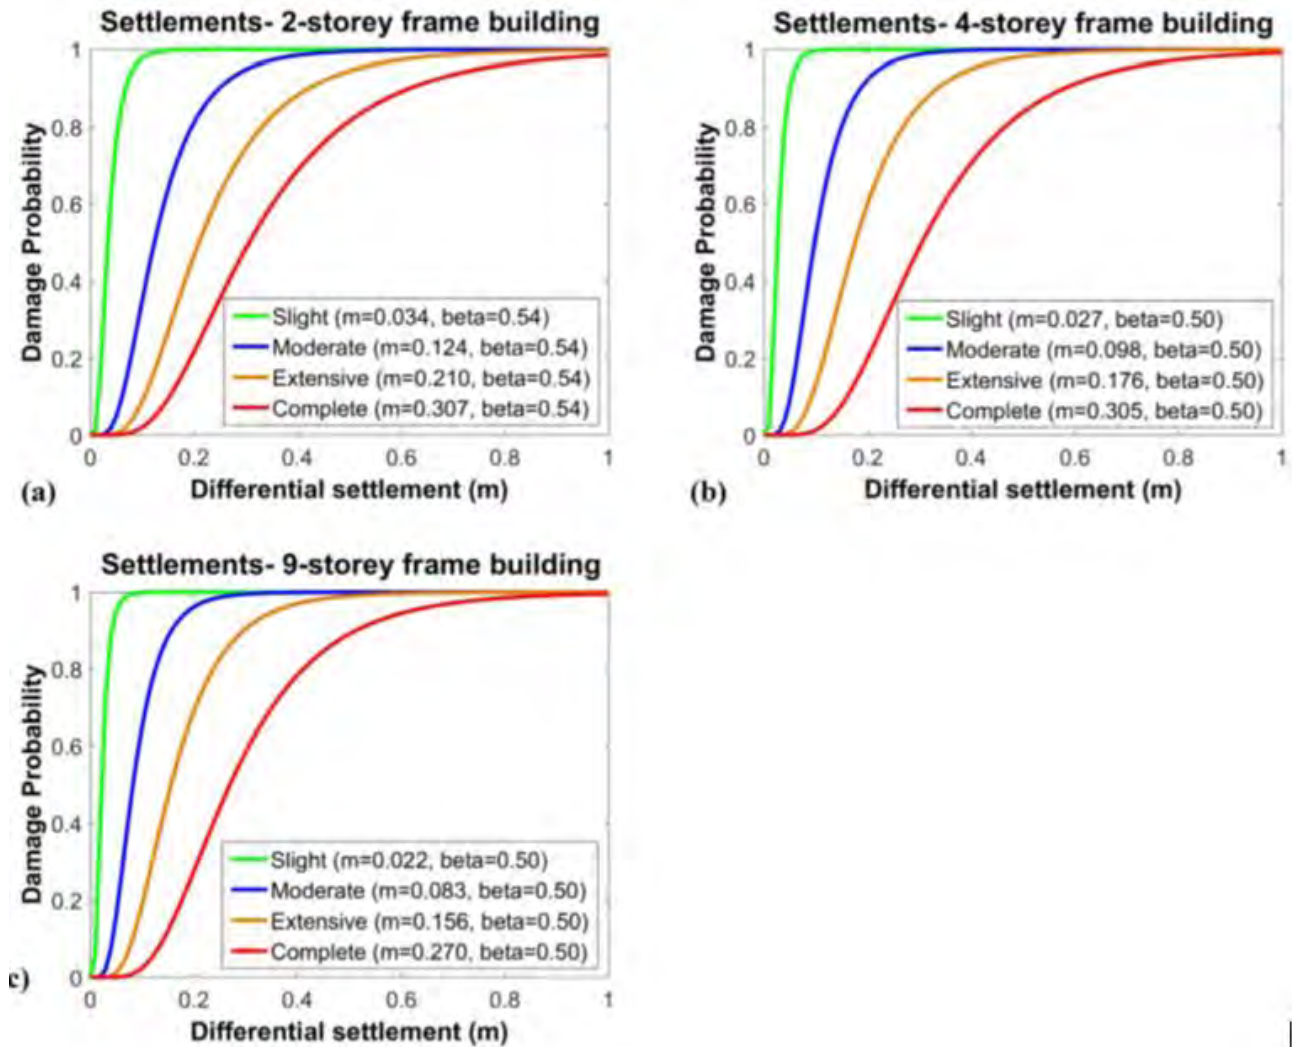 Settlements- 2-storey frame building
Damage Probability
1
0.8
0.6
0.4
0.2
0
Slight (m=0.034, beta=0.54)
Moderate (m=0.124, beta=0.54)
Extensive (m=0.210, beta=0.54)
Complete (m=0.307, beta=0.54)
0 0.2 0.4 0.6 0.8 1
(a)
Differential settlement (m)
Settlements- 4-storey frame building
Damage Probability
1
0.8
0.6
0.4
0.2
0
Slight (m=0.027, beta=0.50)
Moderate (m=0.098, beta=0.50)
Extensive (m=0.176, beta=0.50)
Complete (m=0.305, beta=0.50)
0 0.2 0.4 0.6 0.8 1
(b)
Differential settlement (m)
Settlements- 9-storey frame building
Damage Probability
1
0.8
0.6
0.4
0.2
0
Slight (m=0.022, beta=0.50)
Moderate (m=0.083, beta=0.50)
Extensive (m=0.156, beta=0.50)
Complete (m=0.270, beta=0.50)
0 0.2 0.4 0.6 0.8 1
c)
Differential settlement (m)